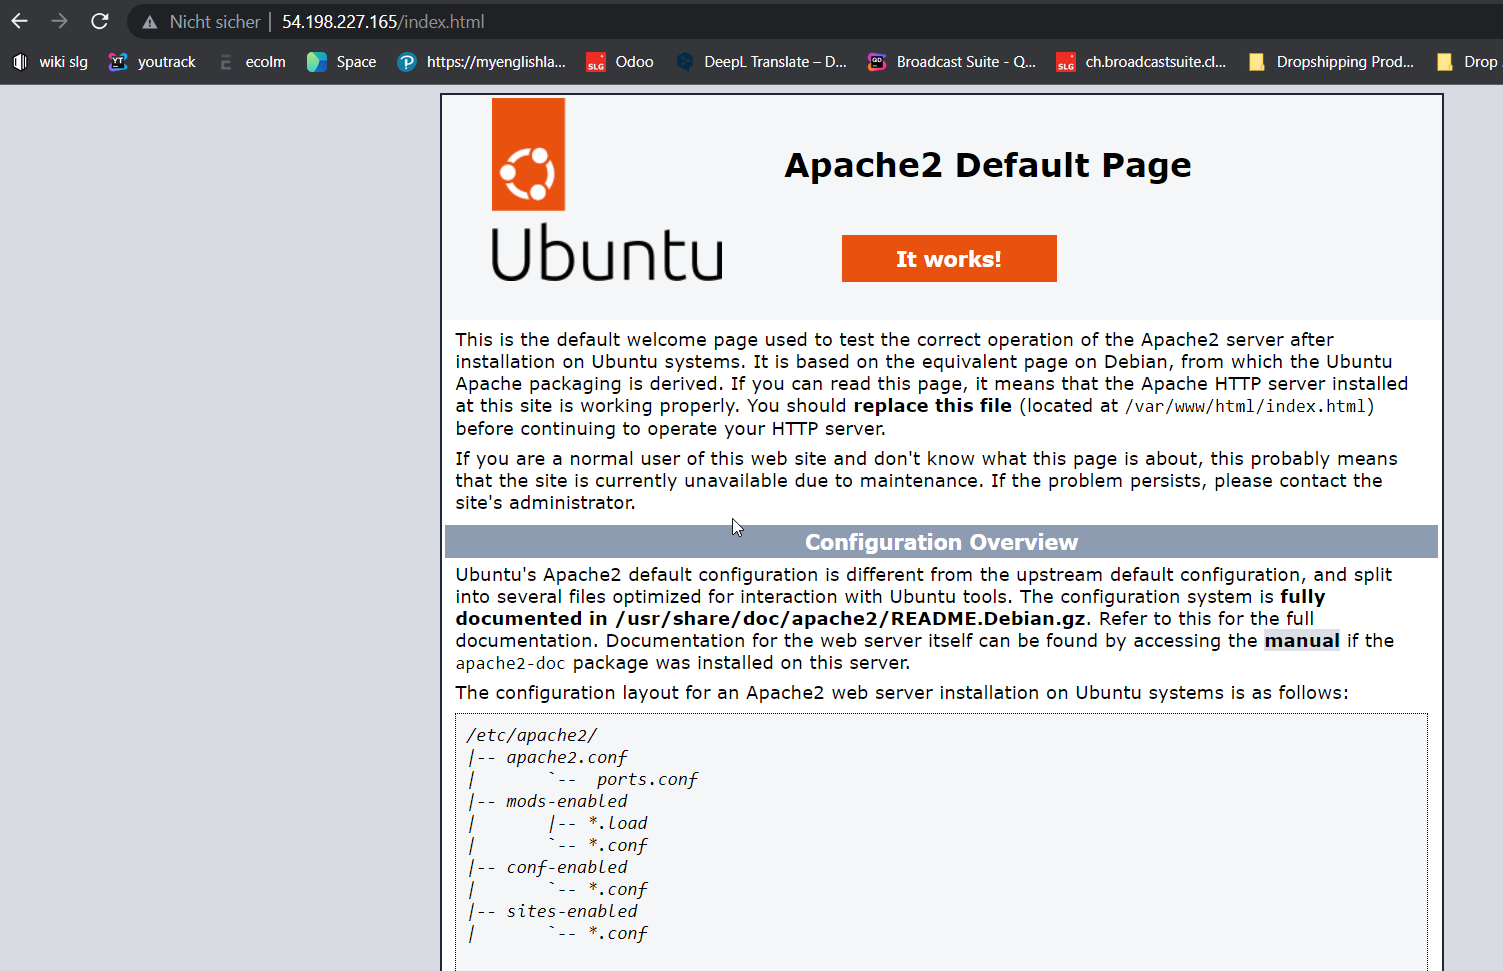 Nicht sicher | 54.198.227.165/index.html
wiki slg youtrack ecolm Space https://myenglishla... Odoo DeepL Translate – D... Broadcast Suite - Q... ch.broadcastsuite.cl... Dropshipping Prod... Drop
Ubuntu
Apache2 Default Page
It works!
This is the default welcome page used to test the correct operation of the Apache2 server after
installation on Ubuntu systems. It is based on the equivalent page on Debian, from which the Ubuntu
Apache packaging is derived. If you can read this page, it means that the Apache HTTP server installed
at this site is working properly. You should replace this file (located at /var/www/html/index.html)
before continuing to operate your HTTP server.
If you are a normal user of this web site and don't know what this page is about, this probably means
that the site is currently unavailable due to maintenance. If the problem persists, please contact the
site's administrator.
Configuration Overview
Ubuntu's Apache2 default configuration is different from the upstream default configuration, and split
into several files optimized for interaction with Ubuntu tools. The configuration system is fully
documented in /usr/share/doc/apache2/README.Debian.gz. Refer to this for the full
documentation. Documentation for the web server itself can be found by accessing the manual if the
apache2-doc package was installed on this server.
The configuration layout for an Apache2 web server installation on Ubuntu systems is as follows:
/etc/apache2/
|-- apache2.conf
|       `--  ports.conf
|-- mods-enabled
|       |-- *.load
|       `-- *.conf
|-- conf-enabled
|       `-- *.conf
|-- sites-enabled
|       `-- *.conf